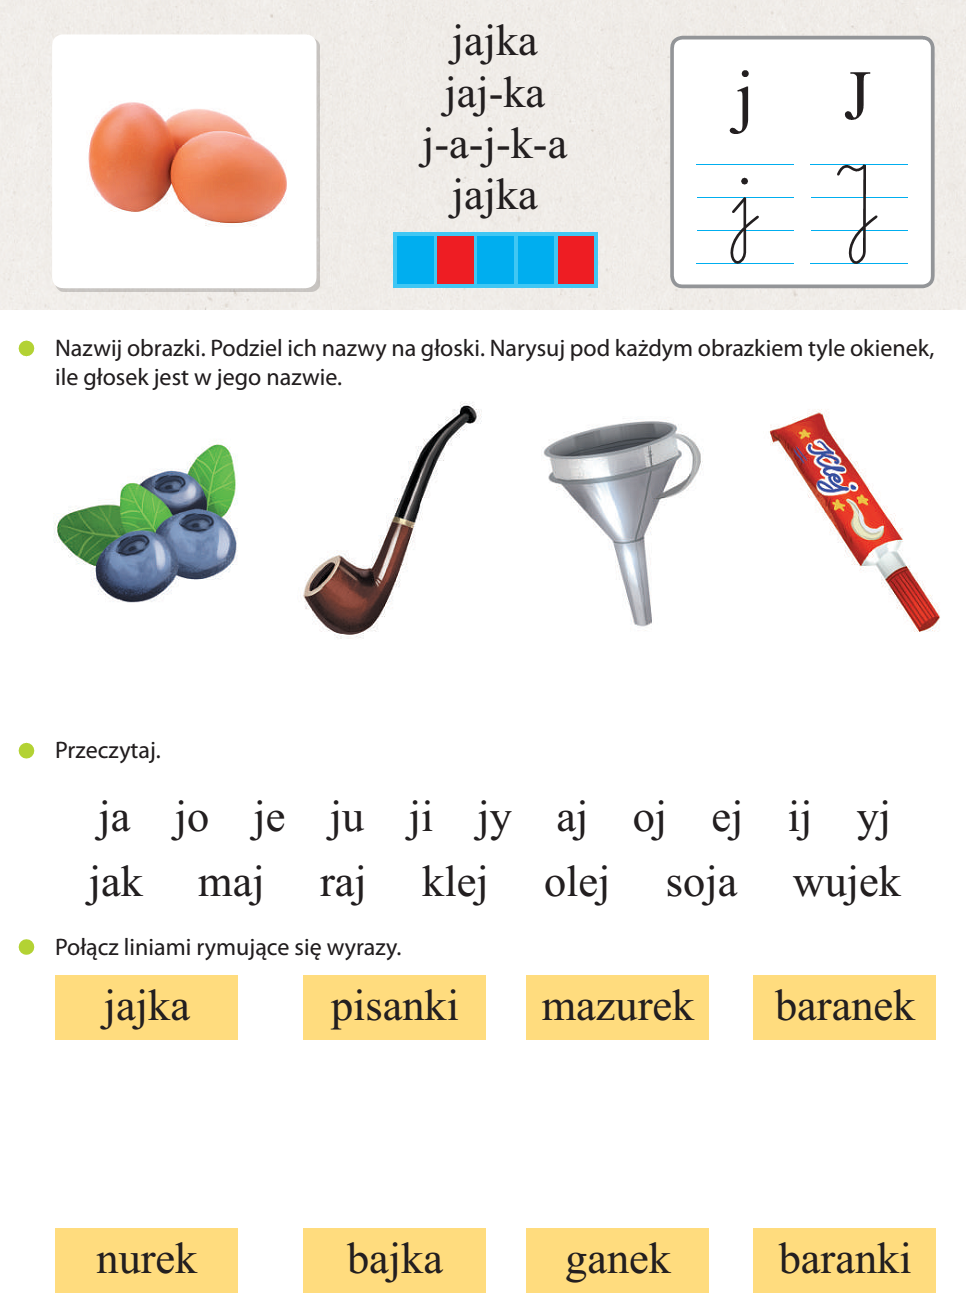 jajka
jaj-ka
j-a-j-k-a
jajka
j J
j J
Nazwij obrazki. Podziel ich nazwy na głoski. Narysuj pod każdym obrazkiem tyle okienek,
ile głosek jest w jego nazwie.
Klej
Przeczytaj.
ja jo je ju ji jy aj oj ej ij yj
jak maj raj klej olej soja wujek
Połącz liniami rymujące się wyrazy.
jajka pisanki mazurek baranek
nurek bajka ganek baranki